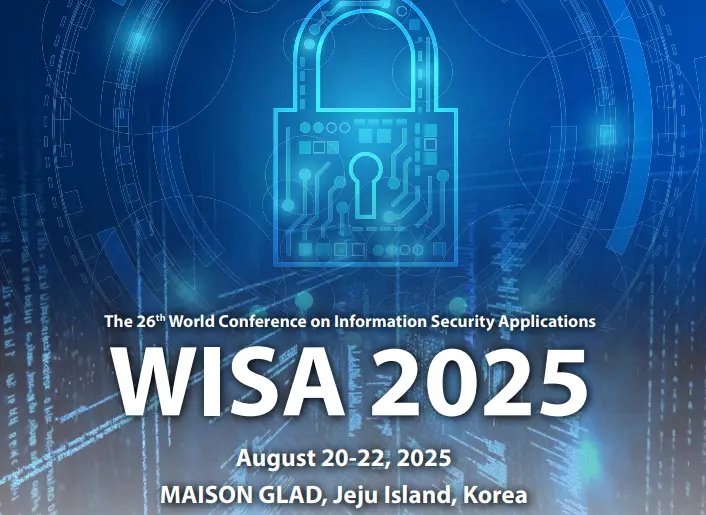 The 26th World Conference on Information Security Applications
WISA 2025
August 20-22, 2025
MAISON GLAD, Jeju Island, Korea